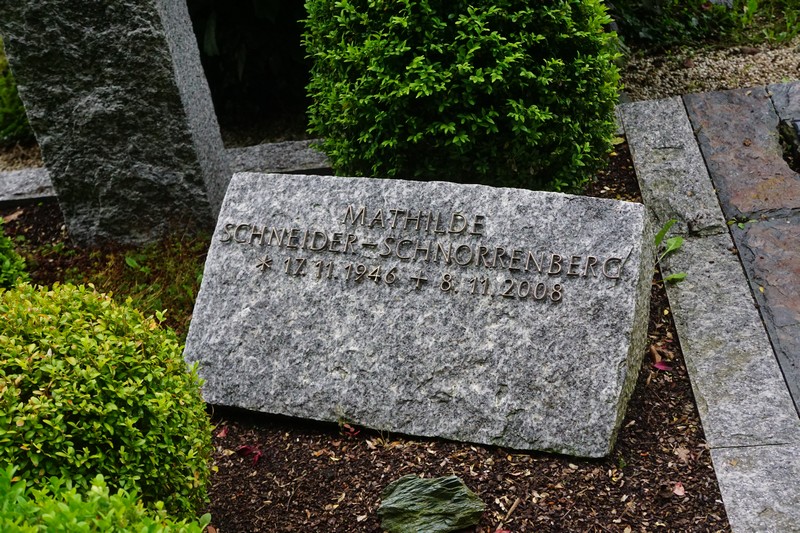 MATHILDE
SCHNEIDER-SCHNORRENBERG
* 17.11.1946 + 8.11.2008